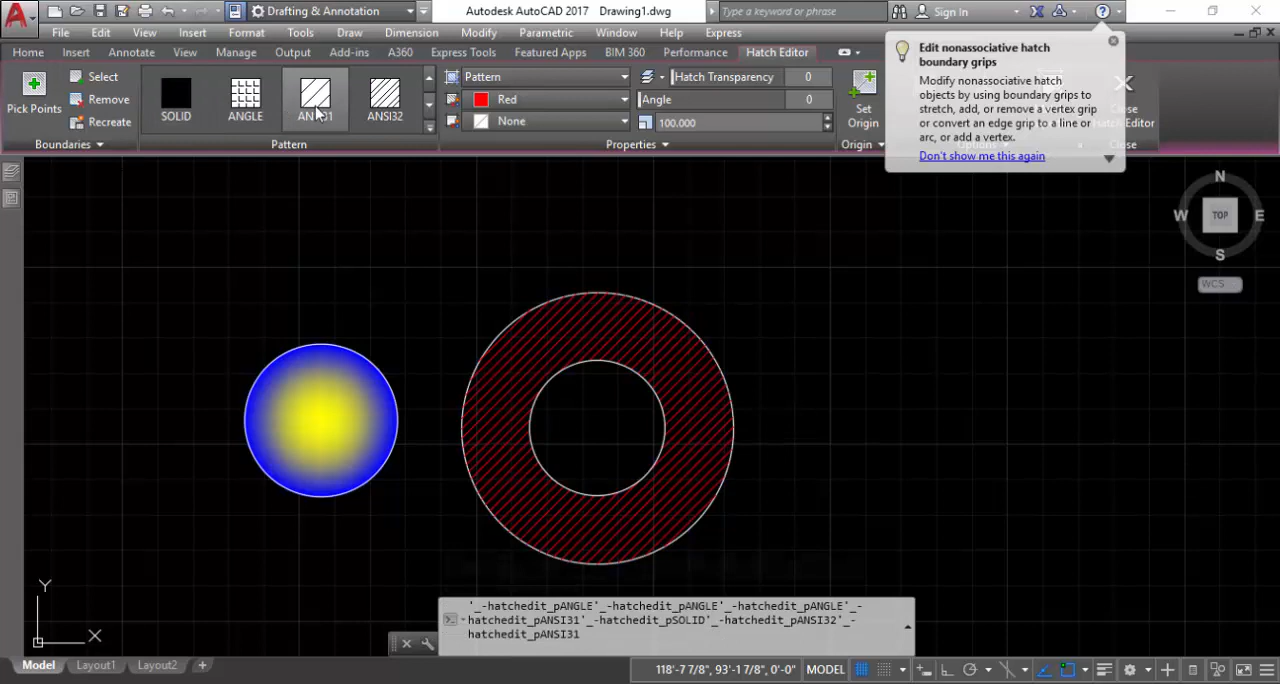 Drafting & Annotation
Autodesk AutoCAD 2017 Drawing1.dwg
Type a keyword or phrase
Sign In
File Edit View Insert Format Tools Draw Dimension Modify Parametric Window Help Express
Home Insert Annotate Parametric View Manage Output Add-ins A360 Express Tools Featured Apps BIM 360 Performance Hatch Editor
Pick Points
Select
Remove
Recreate
Boundaries
SOLID
ANGLE
ANSI32
Pattern
Pattern
Red
None
Hatch Transparency 0
Angle 0
100.000
Properties
Set
Origin
Origin
Edit nonassociative hatch
boundary grips
Modify nonassociative hatch
objects by using boundary grips to
stretch, add, or remove a vertex grip
or convert an edge grip to a line or
arc, or add a vertex.
Don't show me this again
Close
Hatch Editor
Close
N
W TOP E
S
WCS
Y
X
'_-hatchedit_pANGLE'_-hatchedit_pANGLE'_-hatchedit_pANGLE'_-
hatchedit_pANSI31'_-hatchedit_pSOLID'_-hatchedit_pANSI32'_-
hatchedit_pANSI31
Model Layout1 Layout2 +
118'-7 7/8", 93'-1 7/8", 0'-0" MODEL